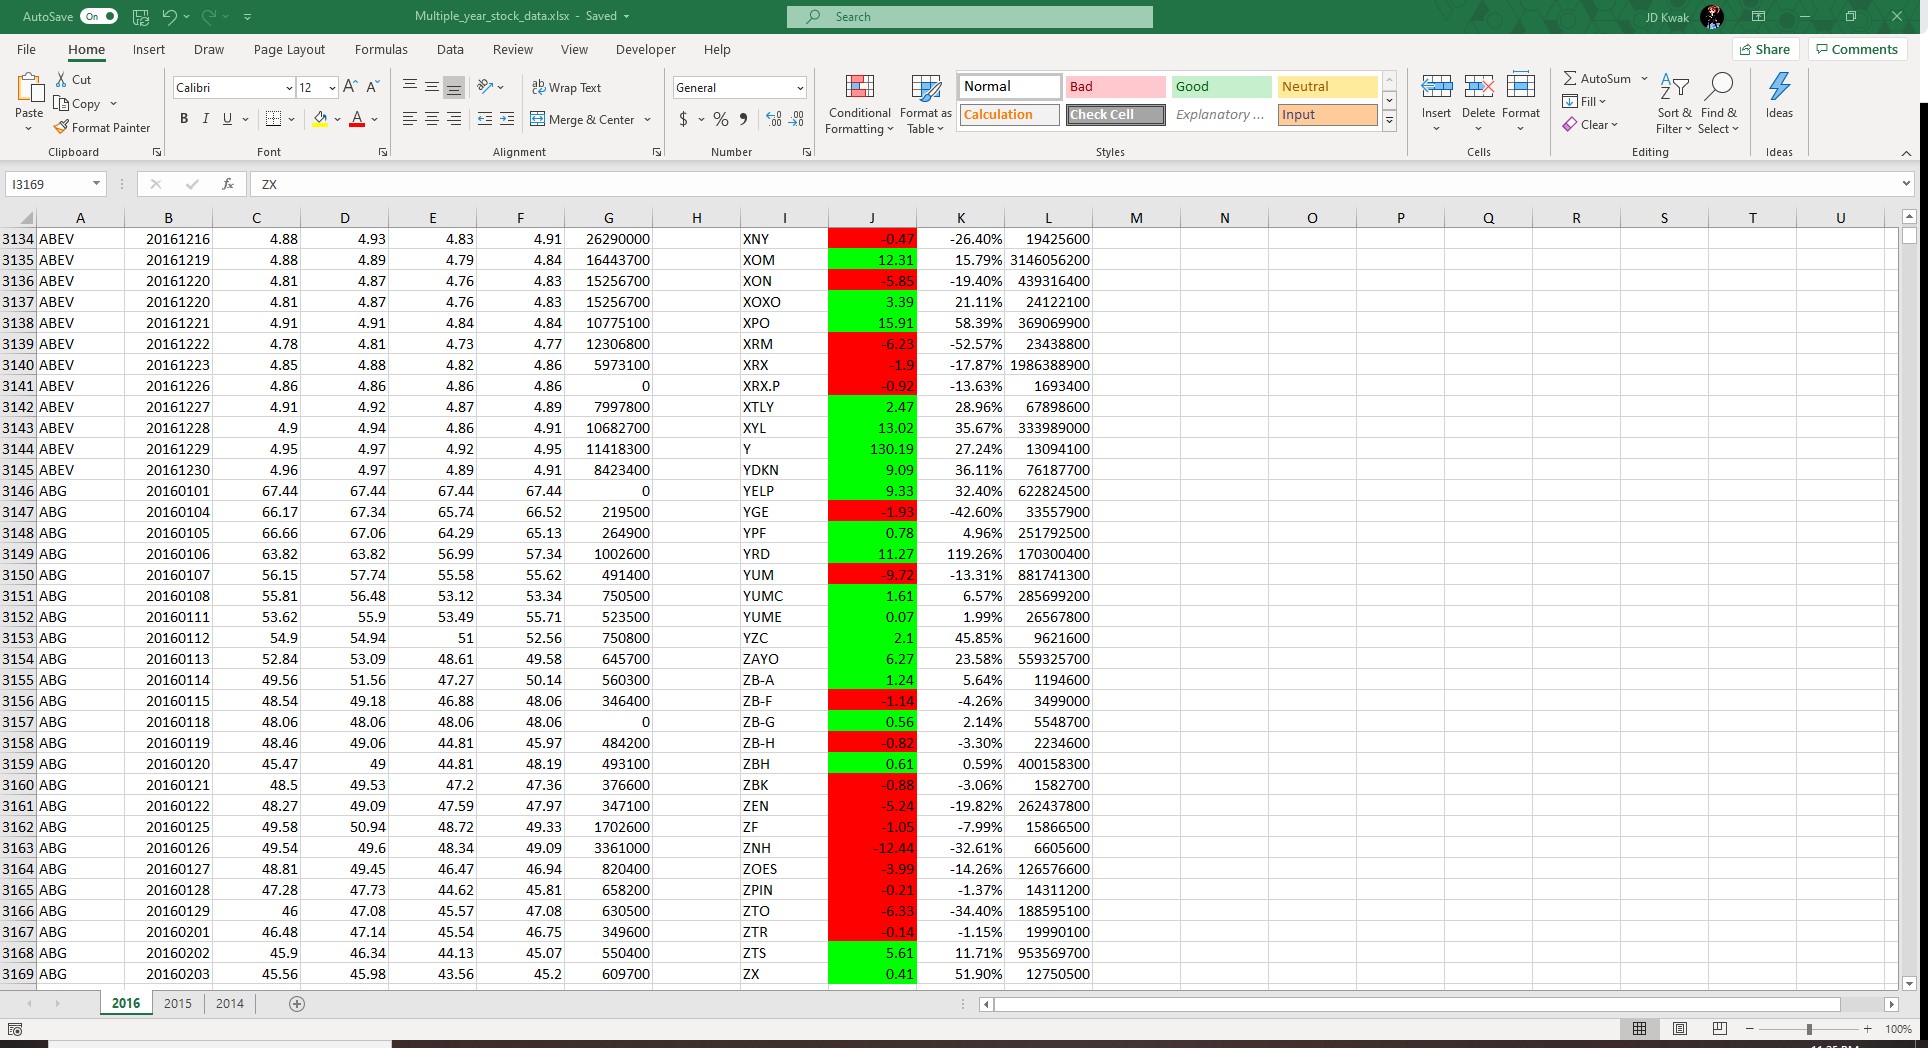 AutoSave On Multiple_year_stock_data.xlsx - Saved Search JD Kwak
File Home Insert Draw Page Layout Formulas Data Review View Developer Help Share Comments
Paste Cut Copy Format Painter
Calibri 12 A A
B I U A
Wrap Text Merge & Center
General
$ % 9
Conditional Formatting Format as Table
Normal Bad Good Neutral
Calculation Check Cell Explanatory ... Input
Insert Delete Format
AutoSum Fill Clear
Sort & Filter Find & Select
Ideas
Clipboard Font Alignment Number Styles Cells Editing Ideas
I3169 fx ZX
A B C D E F G H I J K L M N O P Q R S T U
3134 ABEV 20161216 4.88 4.93 4.83 4.91 26290000 XNY -0.47 -26.40% 19425600
3135 ABEV 20161219 4.88 4.89 4.79 4.84 16443700 XOM 12.31 15.79% 3146056200
3136 ABEV 20161220 4.81 4.87 4.76 4.83 15256700 XON -5.85 -19.40% 439316400
3137 ABEV 20161220 4.81 4.87 4.76 4.83 15256700 XOXO 3.39 21.11% 24122100
3138 ABEV 20161221 4.91 4.91 4.84 4.84 10775100 XPO 15.91 58.39% 369069900
3139 ABEV 20161222 4.78 4.81 4.73 4.77 12306800 XRM -6.23 -52.57% 23438800
3140 ABEV 20161223 4.85 4.88 4.82 4.86 5973100 XRX -1.9 -17.87% 1986388900
3141 ABEV 20161226 4.86 4.86 4.86 4.86 0 XRX.P -0.92 -13.63% 1693400
3142 ABEV 20161227 4.91 4.92 4.87 4.89 7997800 XTLY 2.47 28.96% 67898600
3143 ABEV 20161228 4.9 4.94 4.86 4.91 10682700 XYL 13.02 35.67% 333989000
3144 ABEV 20161229 4.95 4.97 4.92 4.95 11418300 Y 130.19 27.24% 13094100
3145 ABEV 20161230 4.96 4.97 4.89 4.91 8423400 YDKN 9.09 36.11% 76187700
3146 ABG 20160101 67.44 67.44 67.44 67.44 0 YELP 9.33 32.40% 622824500
3147 ABG 20160104 66.17 67.34 65.74 66.52 219500 YGE -1.93 -42.60% 33557900
3148 ABG 20160105 66.66 67.06 64.29 65.13 264900 YPF 0.78 4.96% 251792500
3149 ABG 20160106 63.82 63.82 56.99 57.34 1002600 YRD 11.27 119.26% 170300400
3150 ABG 20160107 56.15 57.74 55.58 55.62 491400 YUM -9.72 -13.31% 881741300
3151 ABG 20160108 55.81 56.48 53.12 53.34 750500 YUMC 1.61 6.57% 285699200
3152 ABG 20160111 53.62 55.9 53.49 55.71 523500 YUME 0.07 1.99% 26567800
3153 ABG 20160112 54.9 54.94 51 52.56 750800 YZC 2.1 45.85% 9621600
3154 ABG 20160113 52.84 53.09 48.61 49.58 645700 ZAYO 6.27 23.58% 559325700
3155 ABG 20160114 49.56 51.56 47.27 50.14 560300 ZB-A 1.24 5.64% 1194600
3156 ABG 20160115 48.54 49.18 46.88 48.06 346400 ZB-F -1.14 -4.26% 3499000
3157 ABG 20160118 48.06 48.06 48.06 48.06 0 ZB-G 0.56 2.14% 5548700
3158 ABG 20160119 48.46 49.06 44.81 45.97 484200 ZB-H -0.82 -3.30% 2234600
3159 ABG 20160120 45.47 49 44.81 48.19 493100 ZBH 0.61 0.59% 400158300
3160 ABG 20160121 48.5 49.53 47.2 47.36 376600 ZBK -0.88 -3.06% 1582700
3161 ABG 20160122 48.27 49.09 47.59 47.97 347100 ZEN -5.24 -19.82% 262437800
3162 ABG 20160125 49.58 50.94 48.72 49.33 1702600 ZF -1.05 -7.99% 15866500
3163 ABG 20160126 49.54 49.6 48.34 49.09 3361000 ZNH -12.44 -32.61% 6605600
3164 ABG 20160127 48.81 49.45 46.47 46.94 820400 ZOES -3.99 -14.26% 126576600
3165 ABG 20160128 47.28 47.73 44.62 45.81 658200 ZPIN -0.21 -1.37% 14311200
3166 ABG 20160129 46 47.08 45.57 47.08 630500 ZTO -6.33 -34.40% 188595100
3167 ABG 20160201 46.48 47.14 45.54 46.75 349600 ZTR -0.14 -1.15% 19990100
3168 ABG 20160202 45.9 46.34 44.13 45.07 550400 ZTS 5.61 11.71% 953569700
3169 ABG 20160203 45.56 45.98 43.56 45.2 609700 ZX 0.41 51.90% 12750500
2016 2015 2014
100%